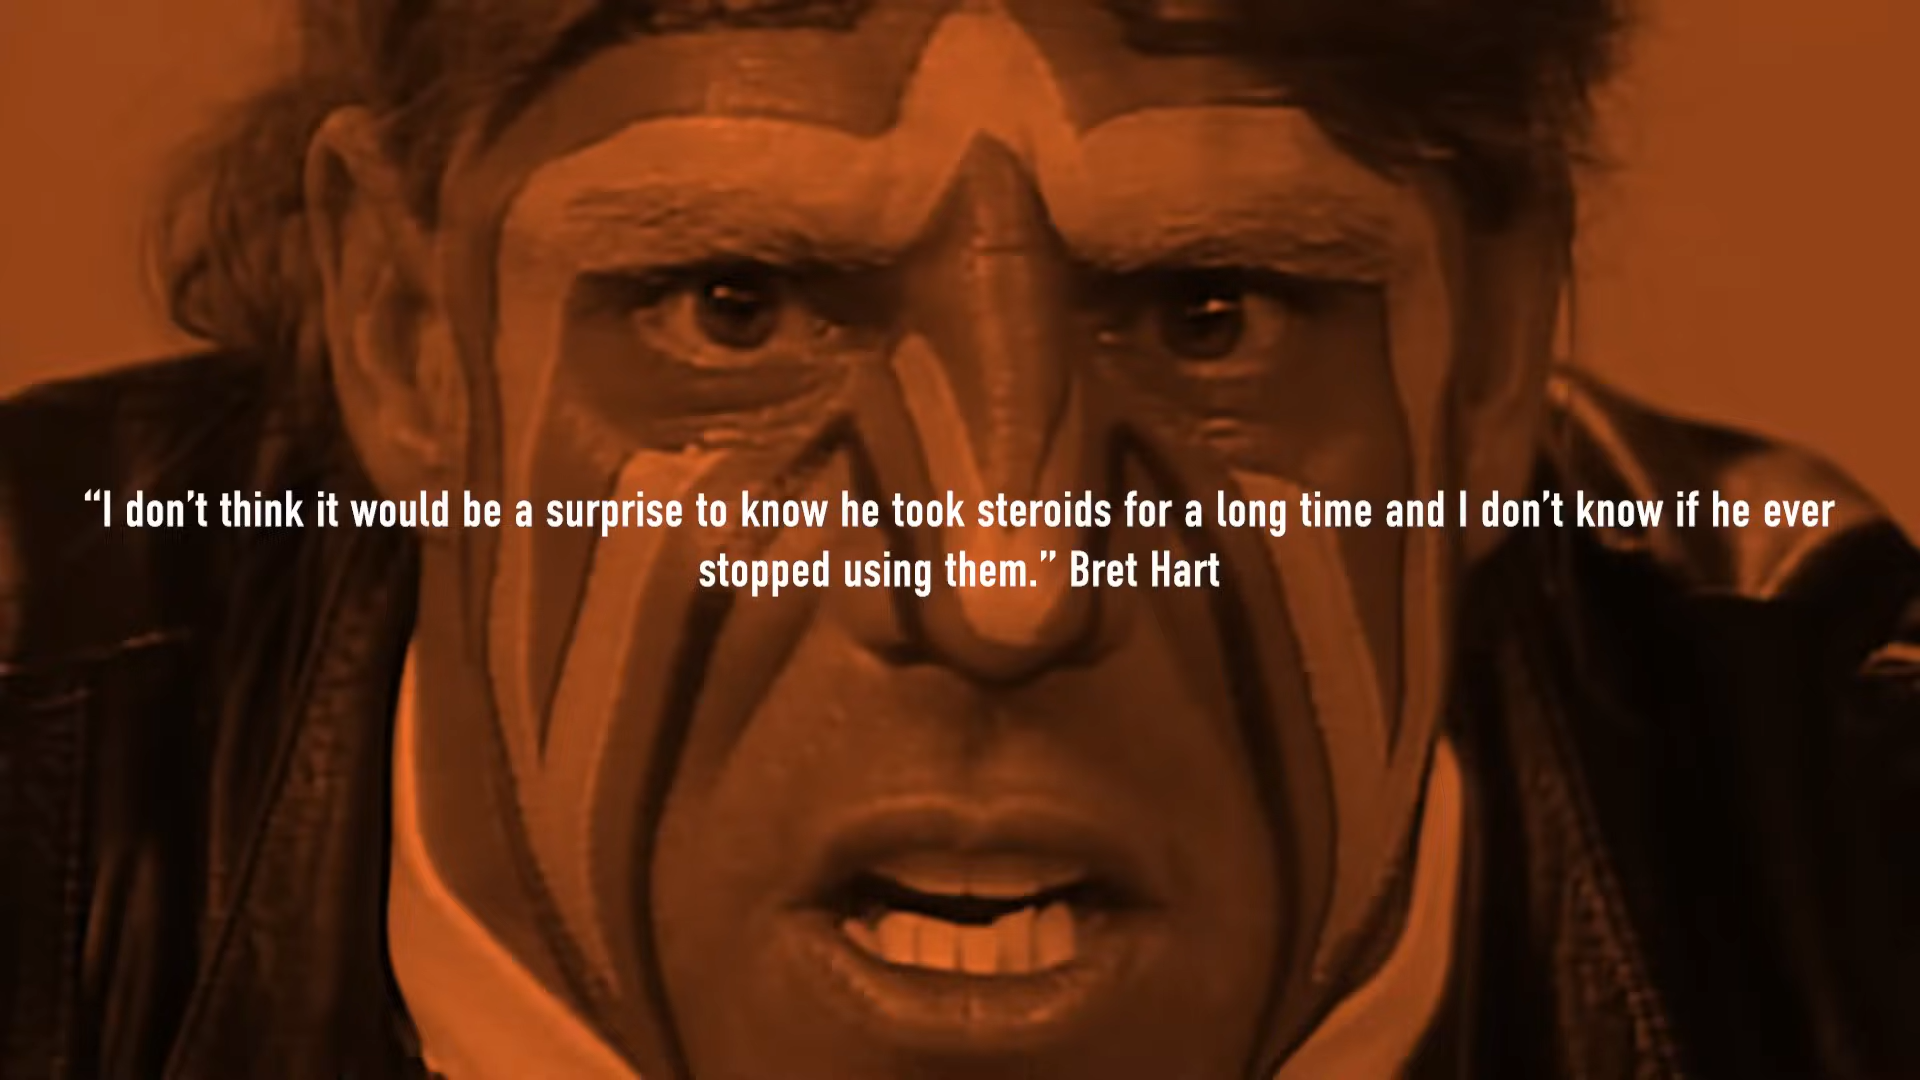 “I don’t think it would be a surprise to know he took steroids for a long time and I don’t know if he ever
stopped using them.” Bret Hart